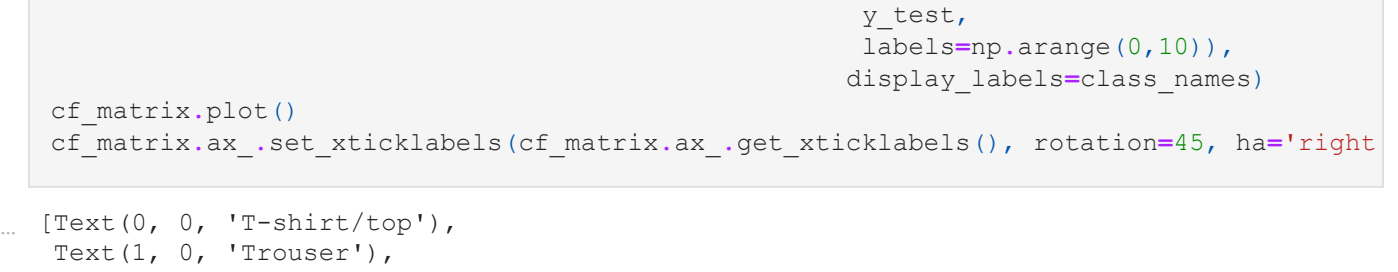 y_test,
labels=np.arange(0,10)),
display_labels=class_names)
cf_matrix.plot()
cf_matrix.ax_.set_xticklabels(cf_matrix.ax_.get_xticklabels(), rotation=45, ha='right
... [Text(0, 0, 'T-shirt/top'),
Text(1, 0, 'Trouser'),